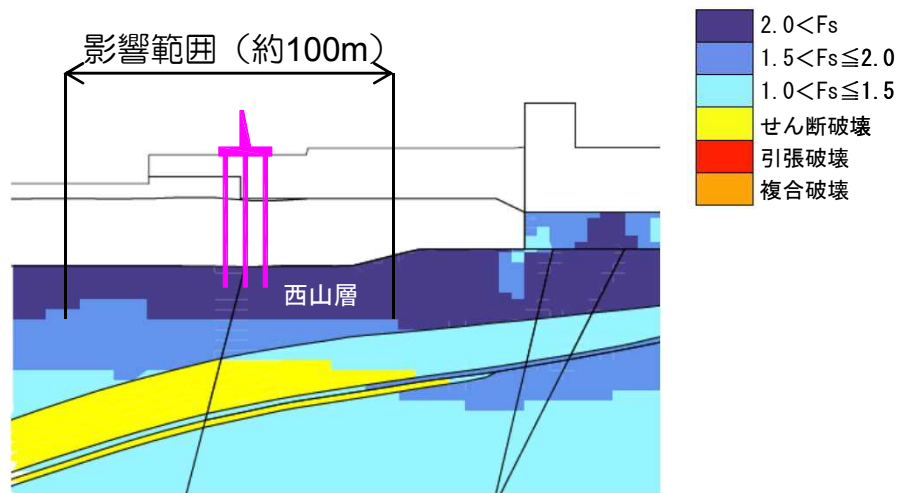 影響範囲（約100m）
西山層
2.0<Fs
1.5<Fs≦2.0
1.0<Fs≦1.5
せん断破壊
引張破壊
複合破壊